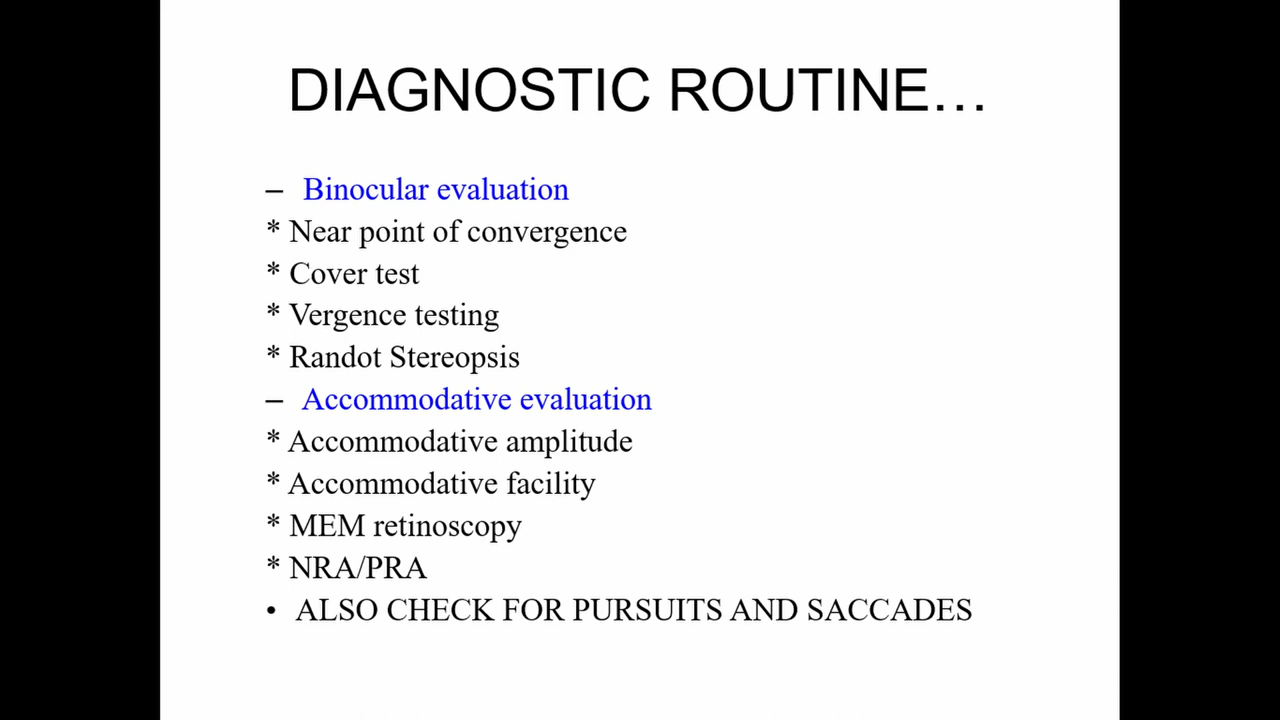 DIAGNOSTIC ROUTINE…
– Binocular evaluation
* Near point of convergence
* Cover test
* Vergence testing
* Randot Stereopsis
– Accommodative evaluation
* Accommodative amplitude
* Accommodative facility
* MEM retinoscopy
* NRA/PRA
• ALSO CHECK FOR PURSUITS AND SACCADES